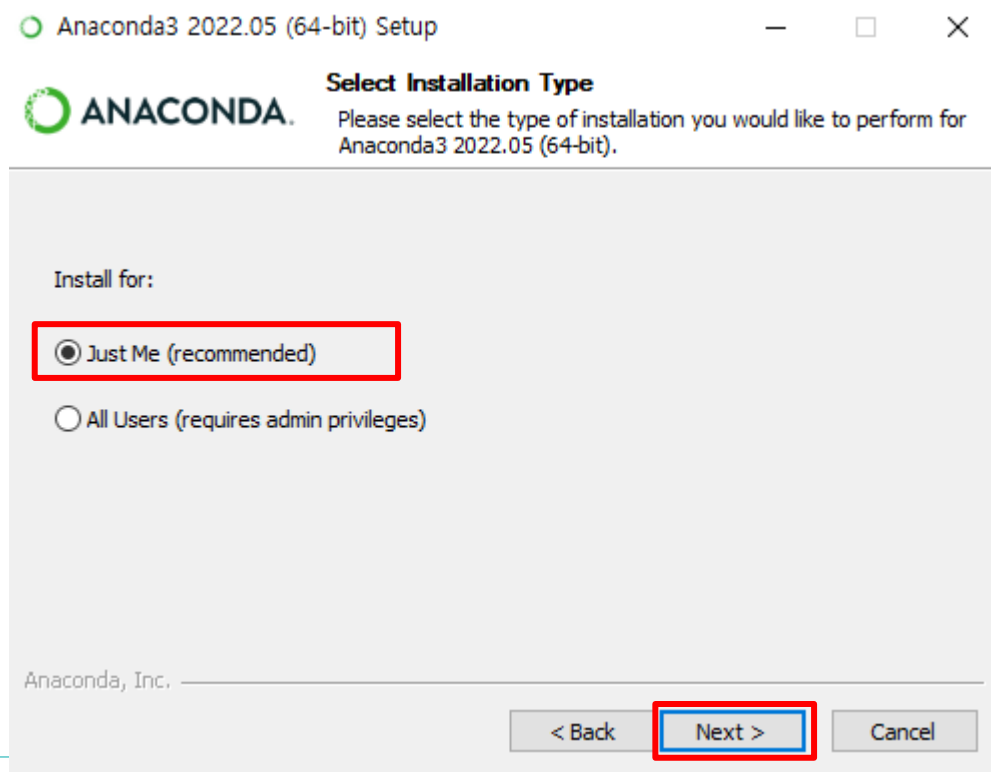 Anaconda3 2022.05 (64-bit) Setup
ANACONDA.
Select Installation Type
Please select the type of installation you would like to perform for
Anaconda3 2022.05 (64-bit).
Install for:
Just Me (recommended)
All Users (requires admin privileges)
Anaconda, Inc.
< Back
Next >
Cancel